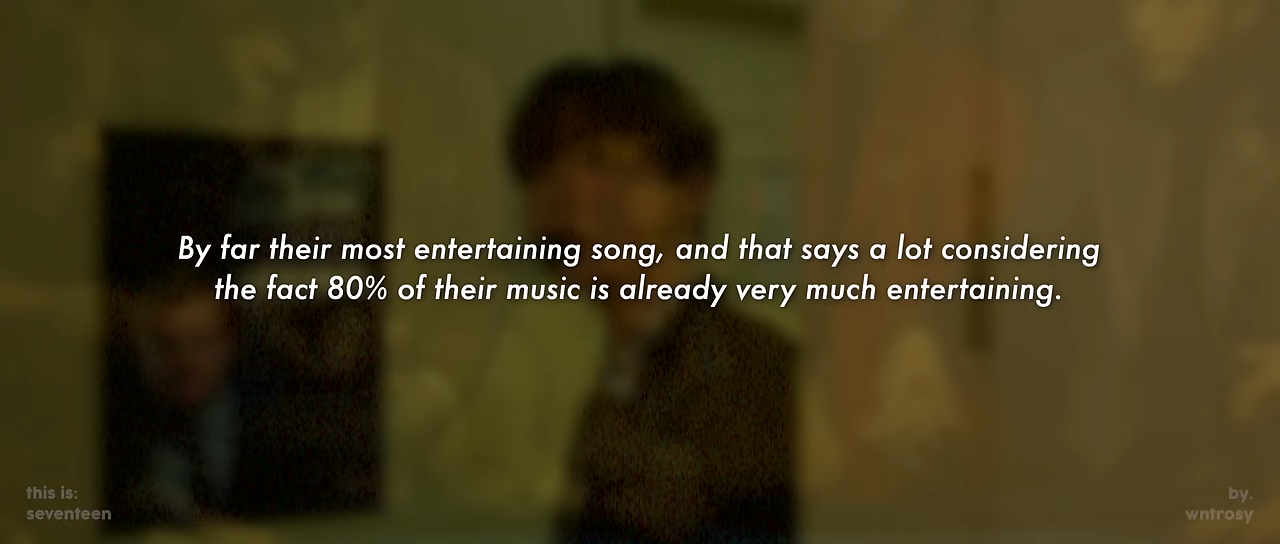 By far their most entertaining song, and that says a lot considering
the fact 80% of their music is already very much entertaining.
this is:
seventeen
by.
wntrosy